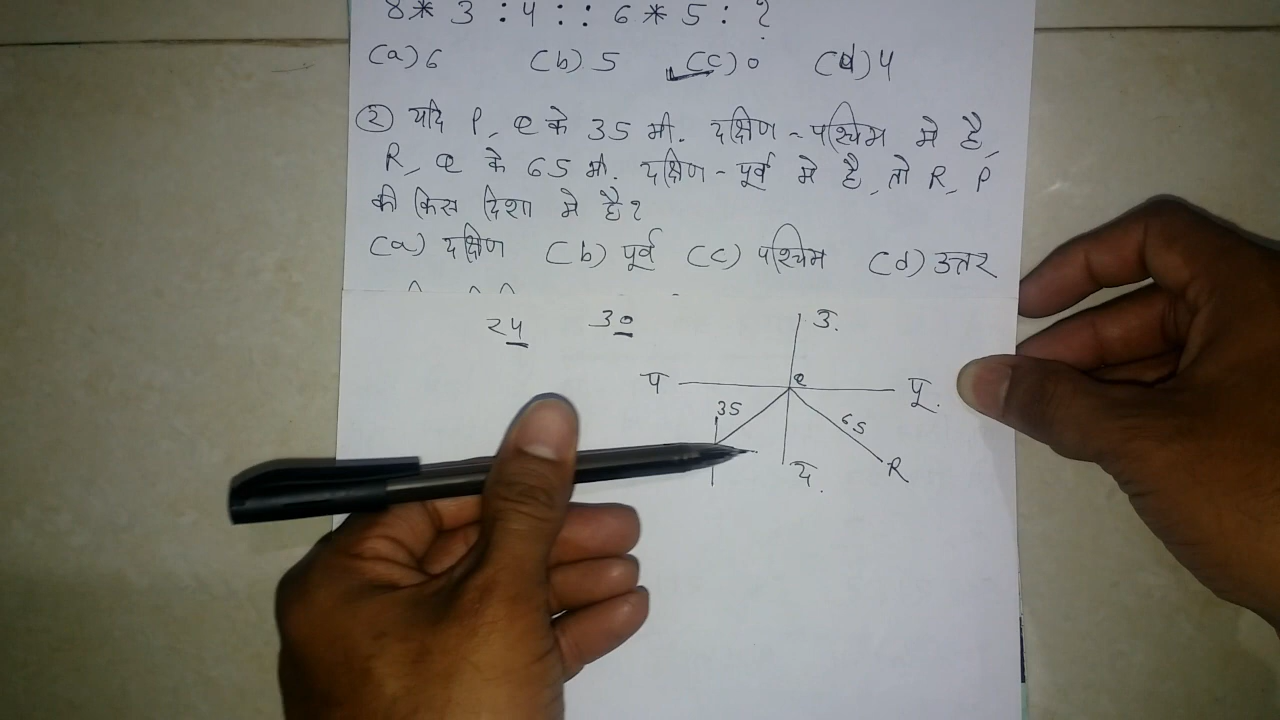 8 * 3 : 4 : : 6 * 5 : ?
(a) 6 (b) 5 (c) 0 (d) 4
② यदि P, Q के 35 मी. दक्षिण - पश्चिम मे है,
R, Q के 65 मी. दक्षिण - पूर्व मे है, तो R, P
की किस दिशा मे है?
(a) दक्षिण (b) पूर्व (c) पश्चिम (d) उत्तर
24 30 उ.
प Q पू.
35 65
द. R